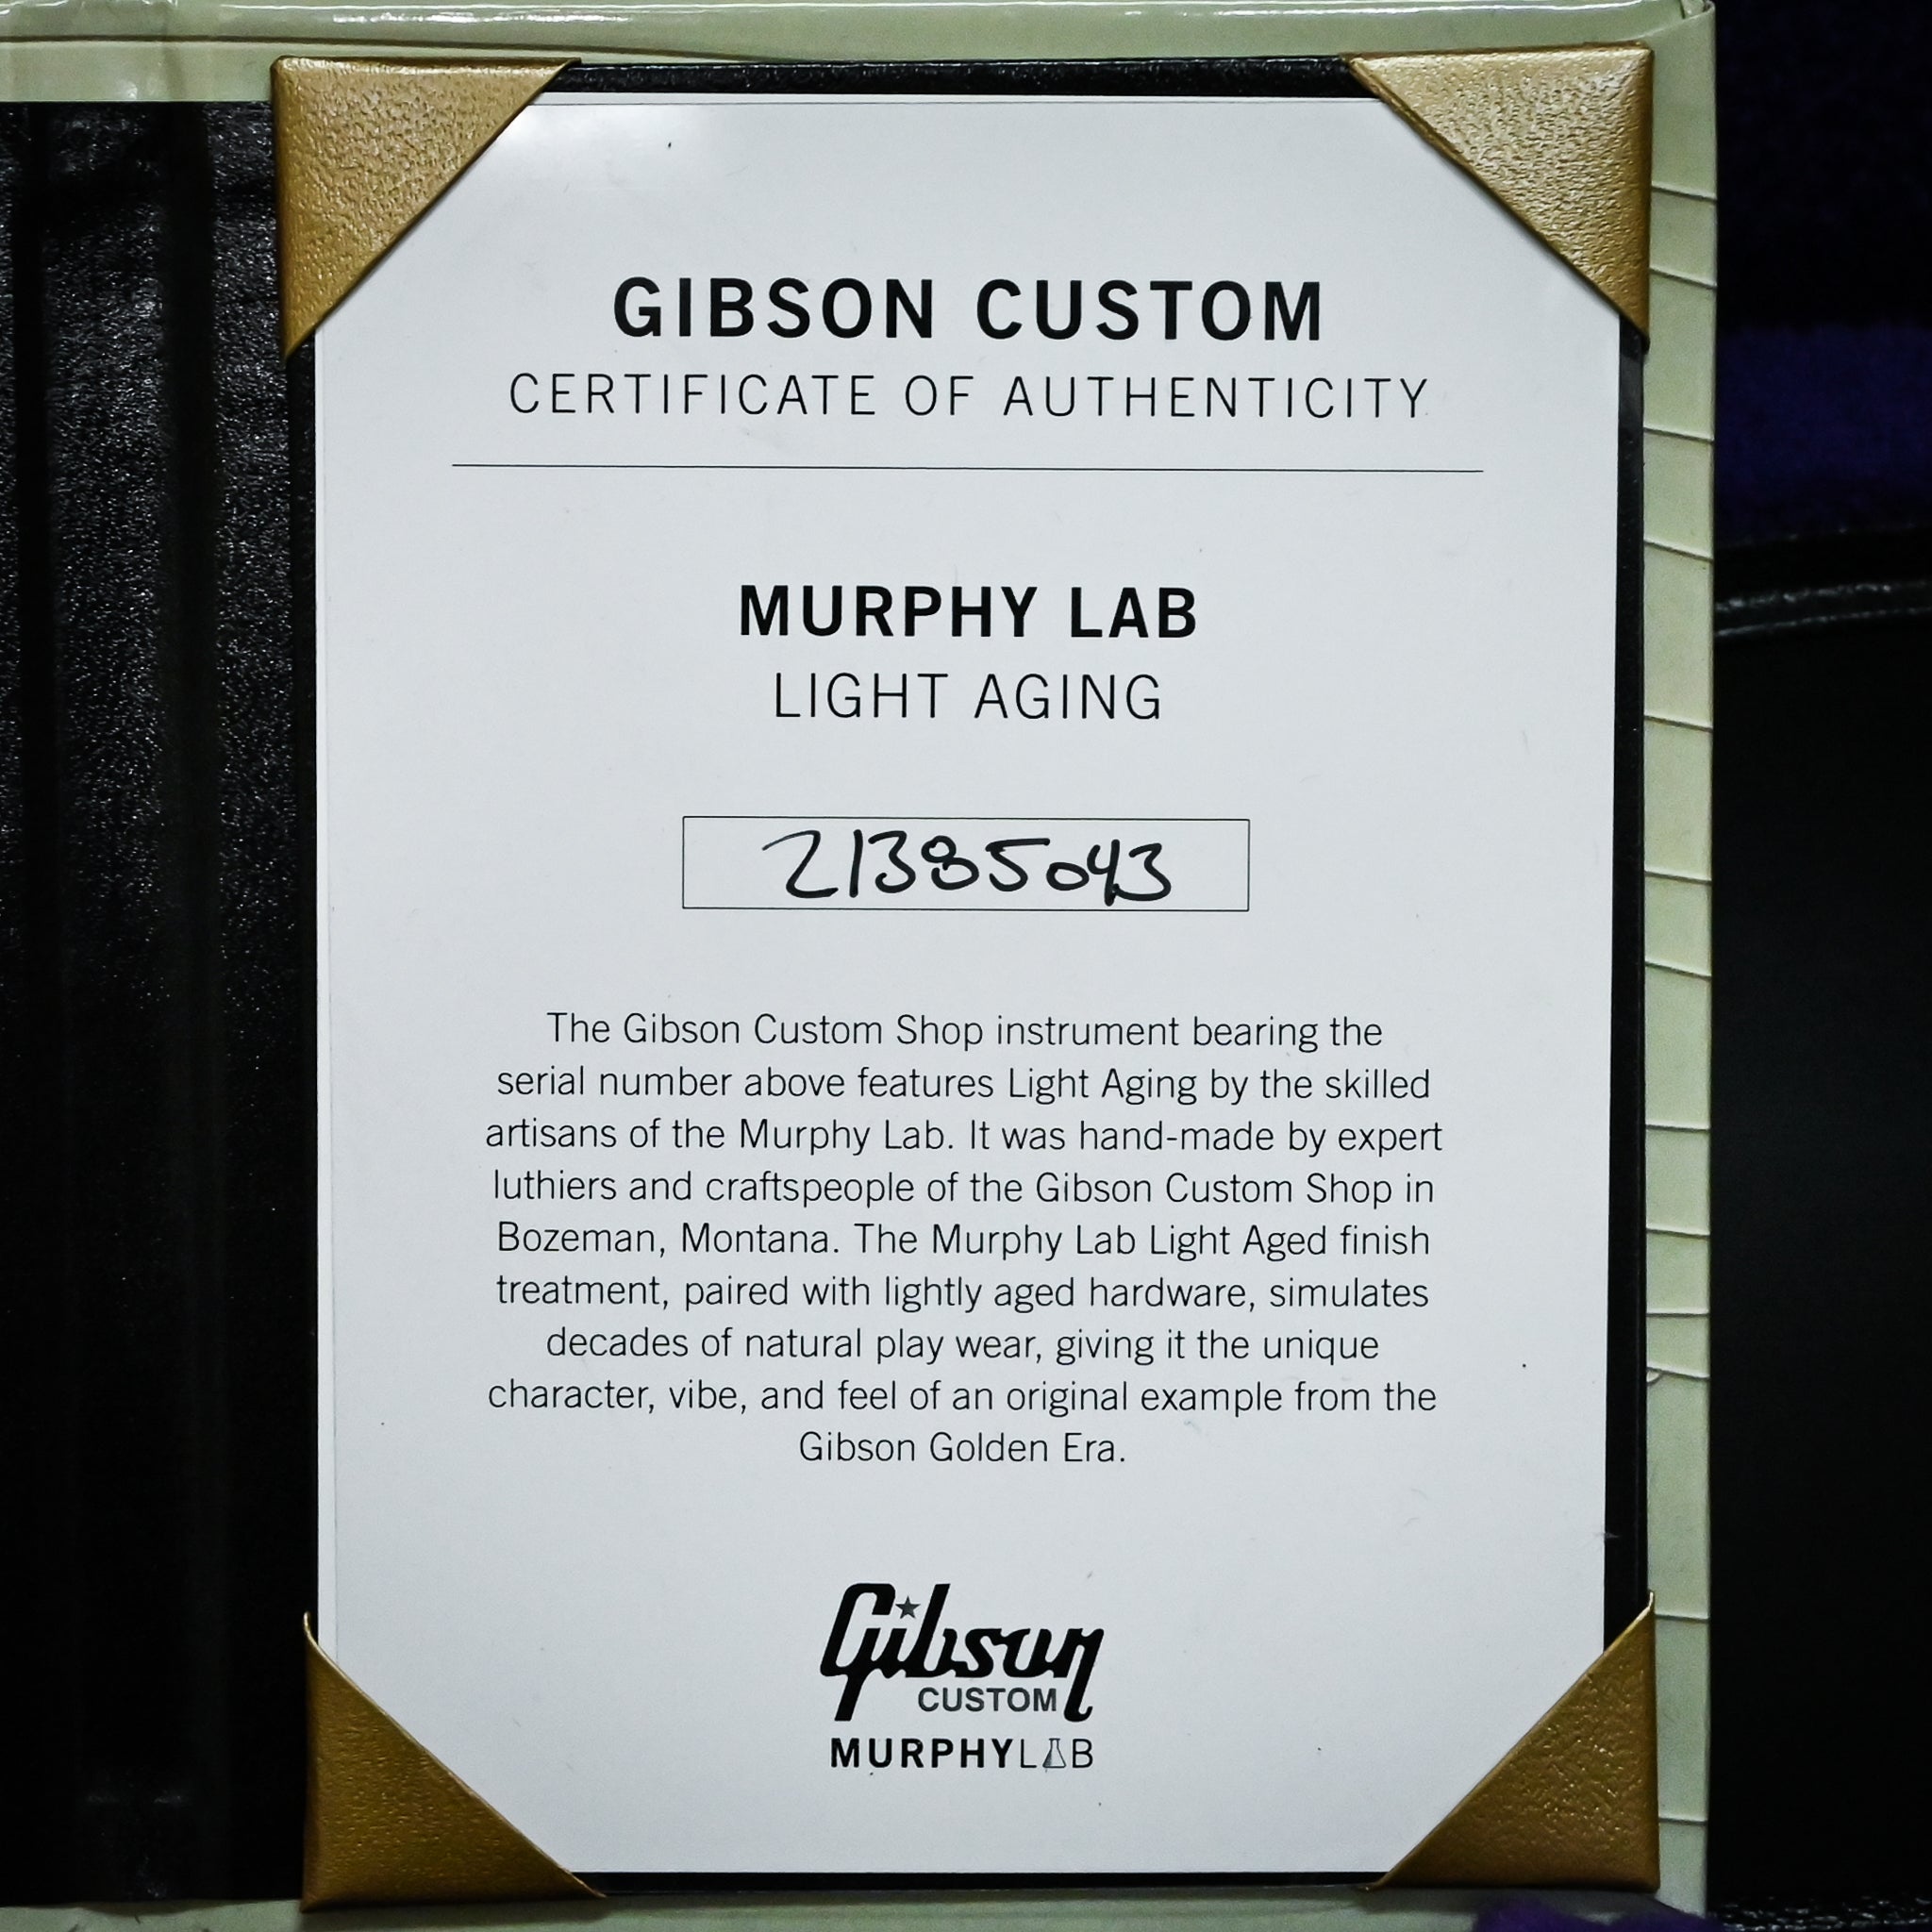 GIBSON CUSTOM
CERTIFICATE OF AUTHENTICITY
MURPHY LAB
LIGHT AGING
21385043
The Gibson Custom Shop instrument bearing the
serial number above features Light Aging by the skilled
artisans of the Murphy Lab. It was hand-made by expert
luthiers and craftspeople of the Gibson Custom Shop in
Bozeman, Montana. The Murphy Lab Light Aged finish
treatment, paired with lightly aged hardware, simulates
decades of natural play wear, giving it the unique
character, vibe, and feel of an original example from the
Gibson Golden Era.
Gibson
CUSTOM
MURPHYLAB